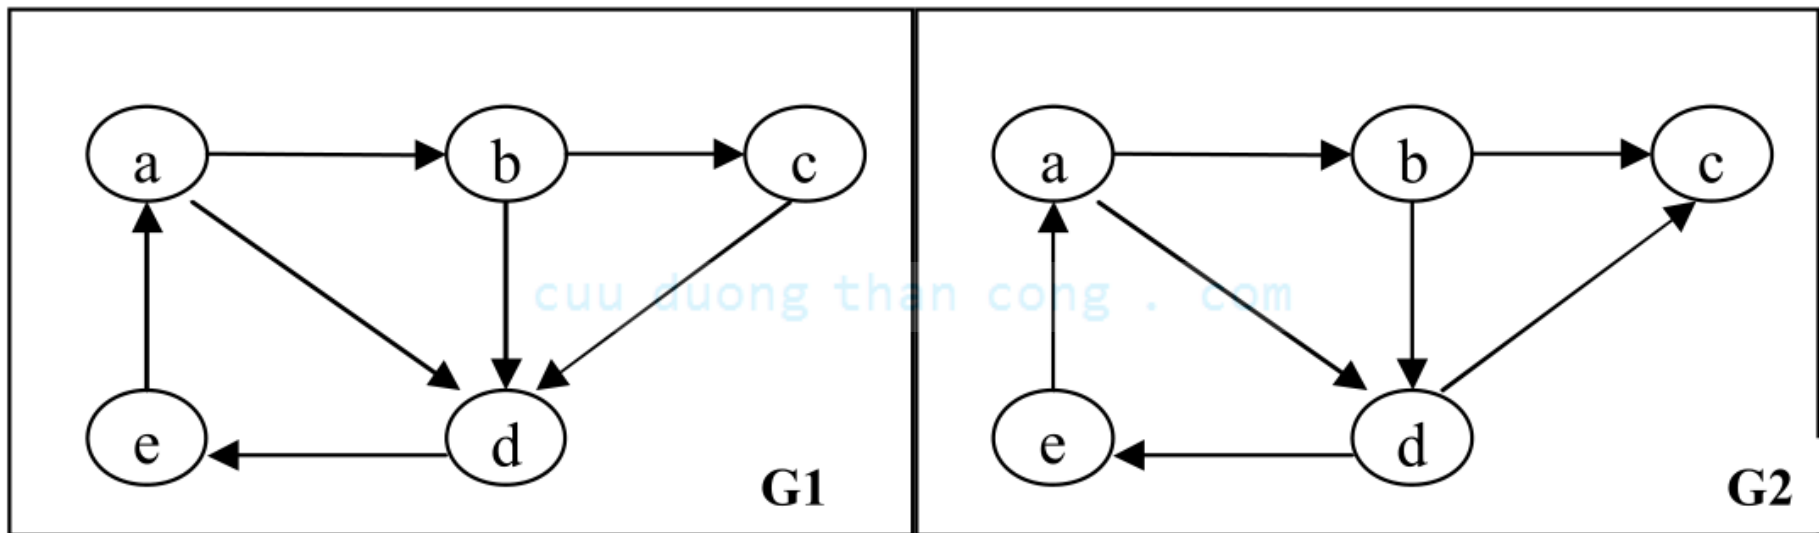 a b c
a b c
cuu duong than cong . com
e d
G1
e d
G2